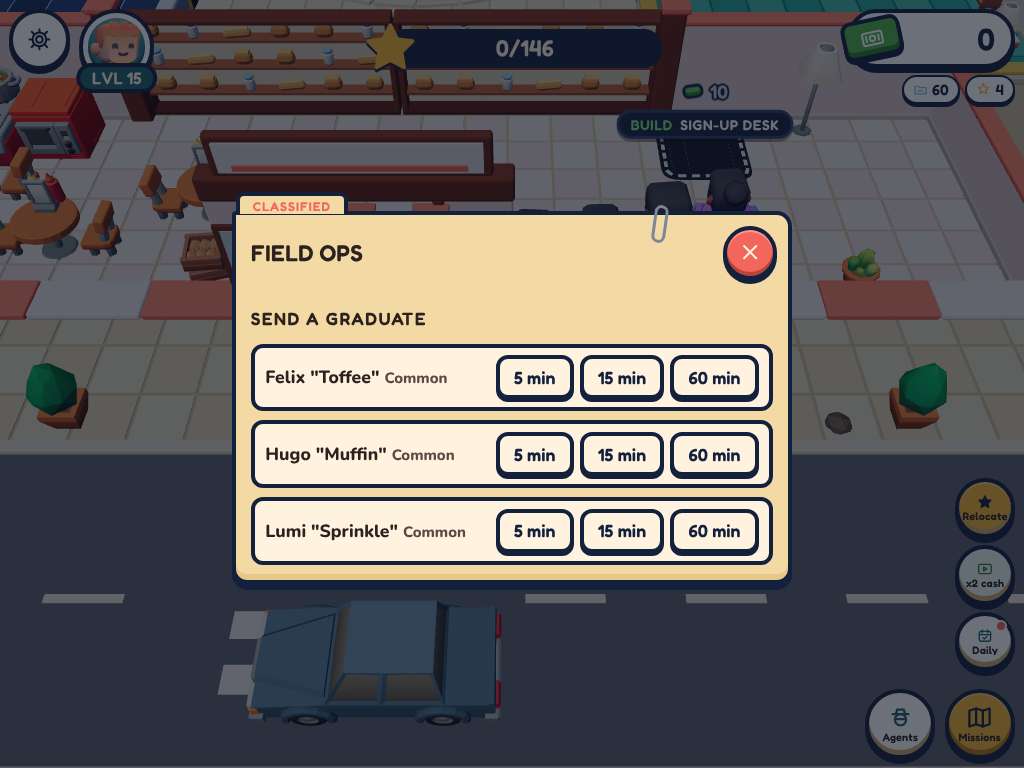 LVL 15
0/146
0
60
4
10
BUILD SIGN-UP DESK
CLASSIFIED
FIELD OPS
SEND A GRADUATE
Felix "Toffee" Common 5 min 15 min 60 min
Hugo "Muffin" Common 5 min 15 min 60 min
Lumi "Sprinkle" Common 5 min 15 min 60 min
Relocate
x2 cash
Daily
Agents
Missions